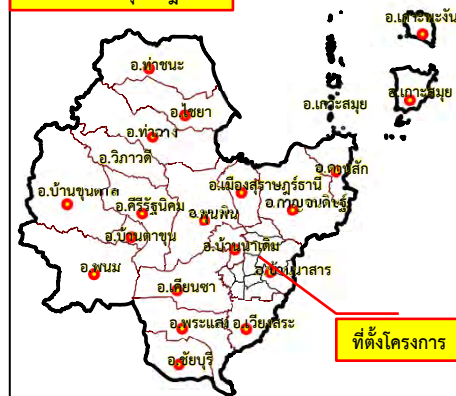 อ.เกาะพะงัน
อ.ท่าชนะ
อ.เกาะสมุย
อ.เกาะสมุย
อ.ไชยา
อ.ท่าฉาง
อ.วิภาวดี
อ.ดอนสัก
อ.บ้านตาขุน
อ.เมืองสุราษฎร์ธานี
อ.คีรีรัฐนิคม
อ.พุนพิน
อ.กาญจนดิษฐ์
อ.บ้านตาขุน
อ.บ้านนาเดิม
อ.บ้านนาสาร
อ.พนม
อ.เคียนซา
อ.พระแสง
อ.เวียงสระ
ที่ตั้งโครงการ
อ.ชัยบุรี